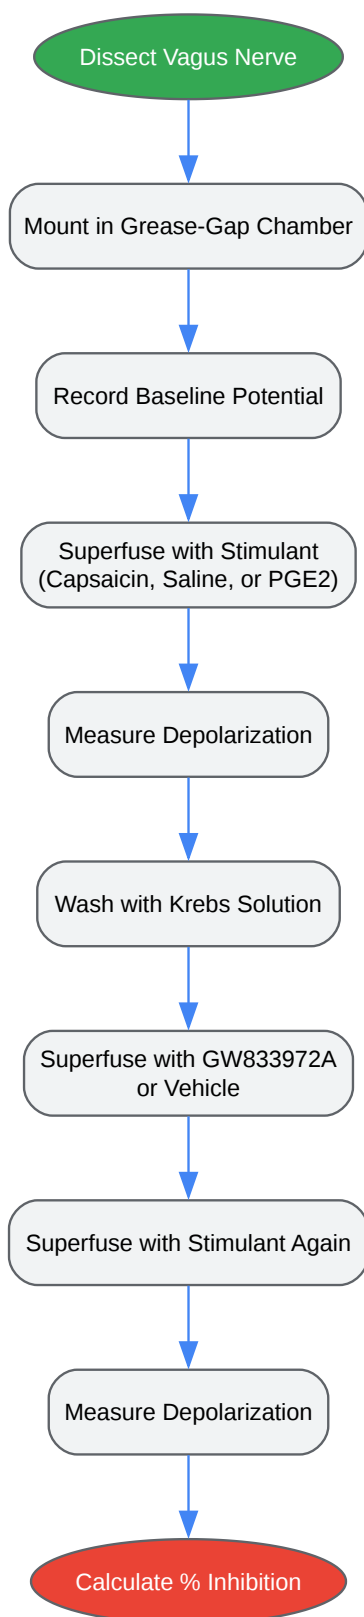 Dissect Vagus Nerve
Mount in Grease-Gap Chamber
Record Baseline Potential
Superfuse with Stimulant
(Capsaicin, Saline, or PGE2)
Measure Depolarization
Wash with Krebs Solution
Superfuse with GW833972A
or Vehicle
Superfuse with Stimulant Again
Measure Depolarization
Calculate % Inhibition